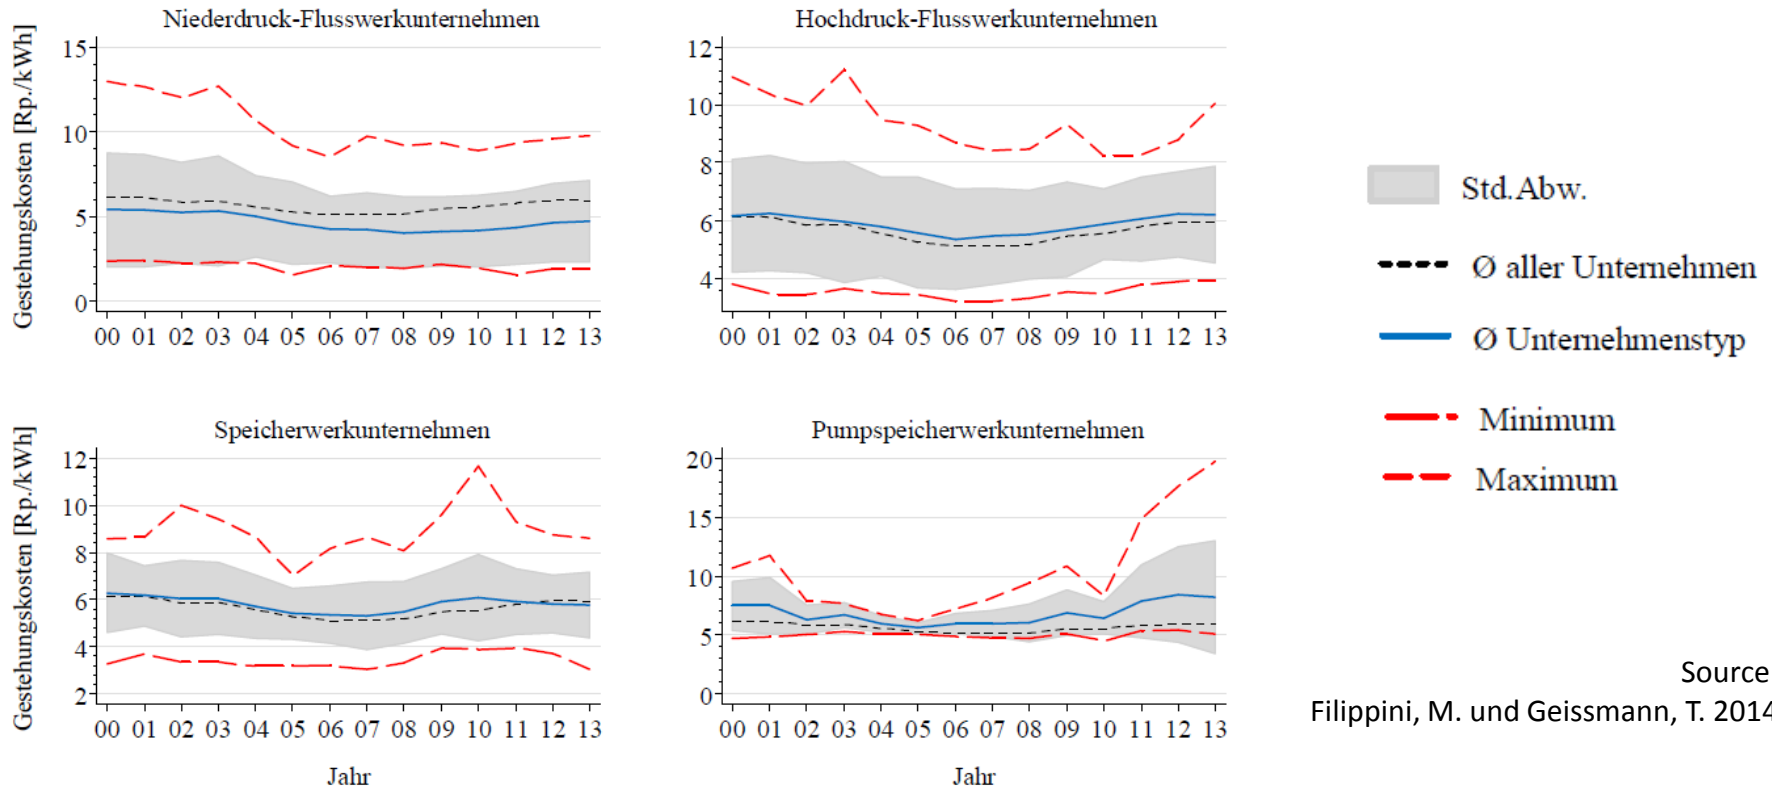 Niederdruck-Flusswerkunternehmen
Gestehungskosten [Rp./kWh]
15
10
5
0
00 01 02 03 04 05 06 07 08 09 10 11 12 13
Hochdruck-Flusswerkunternehmen
12
10
8
6
4
00 01 02 03 04 05 06 07 08 09 10 11 12 13
Speicherwerkunternehmen
Gestehungskosten [Rp./kWh]
12
10
8
6
4
2
00 01 02 03 04 05 06 07 08 09 10 11 12 13
Jahr
Pumpspeicherwerkunternehmen
20
15
10
5
0
00 01 02 03 04 05 06 07 08 09 10 11 12 13
Jahr
Std.Abw.
Ø aller Unternehmen
Ø Unternehmenstyp
Minimum
Maximum
Source
Filippini, M. und Geissmann, T. 2014